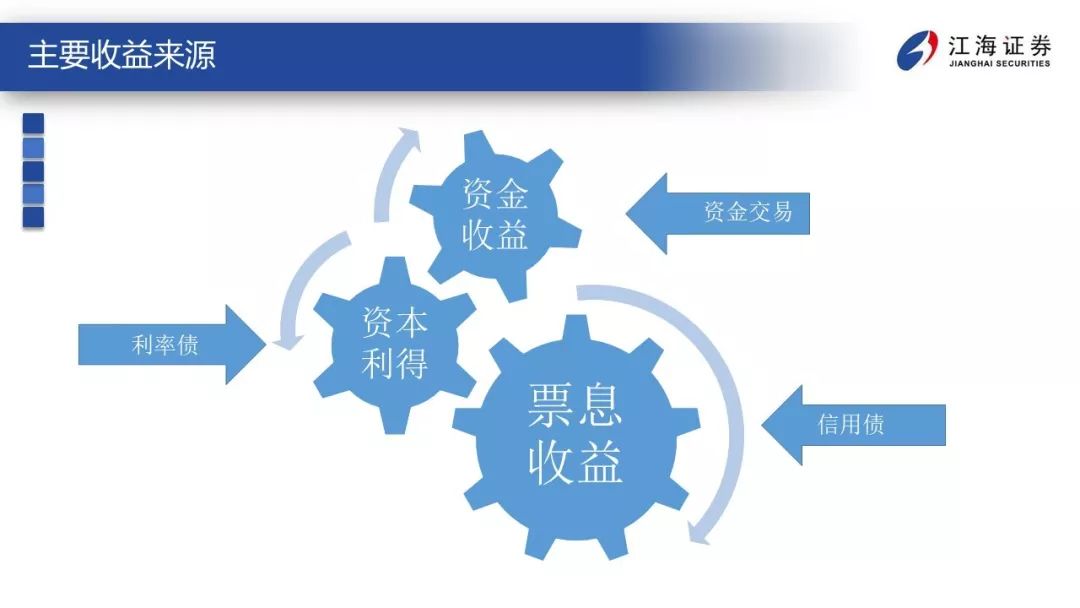 主要收益来源
江海证券
JIANGHAI SECURITIES
资金
收益
资金交易
资本
利得
利率债
票息
收益
信用债